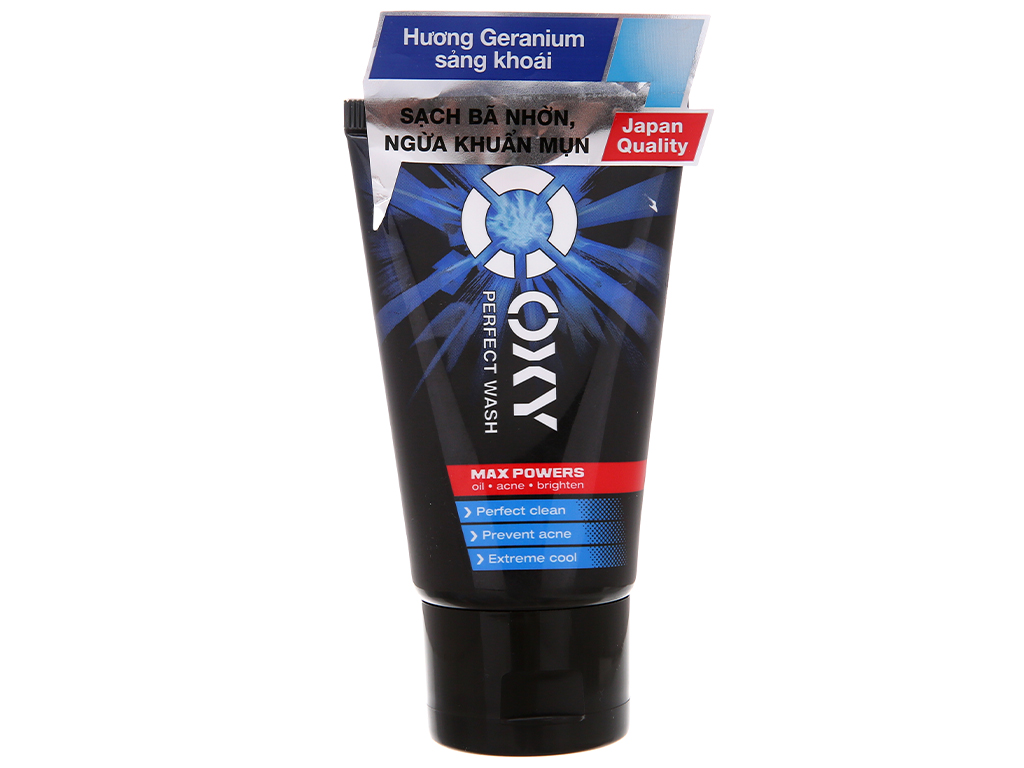 Hương Geranium
sảng khoái
SẠCH BÃ NHỜN,
NGỪA KHUẨN MỤN
Japan
Quality
OXY
PERFECT WASH
MAX POWERS
oil • acne • brighten
Perfect clean
Prevent acne
Extreme cool